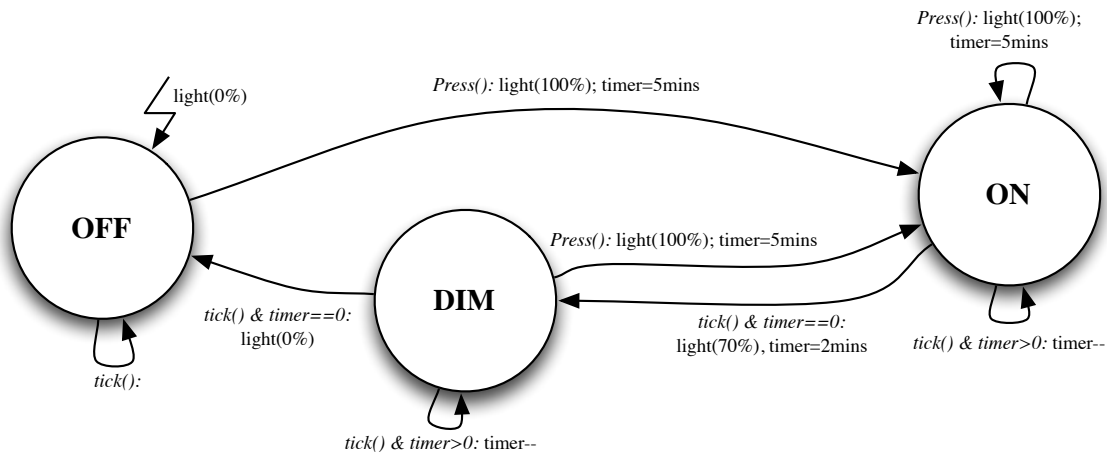 Press(): light(100%);
timer=5mins
light(0%)
Press(): light(100%); timer=5mins
OFF
ON
Press(): light(100%); timer=5mins
DIM
tick() & timer==0:
light(0%)
tick() & timer==0:
light(70%), timer=2mins
tick() & timer>0: timer--
tick():
tick() & timer>0: timer--